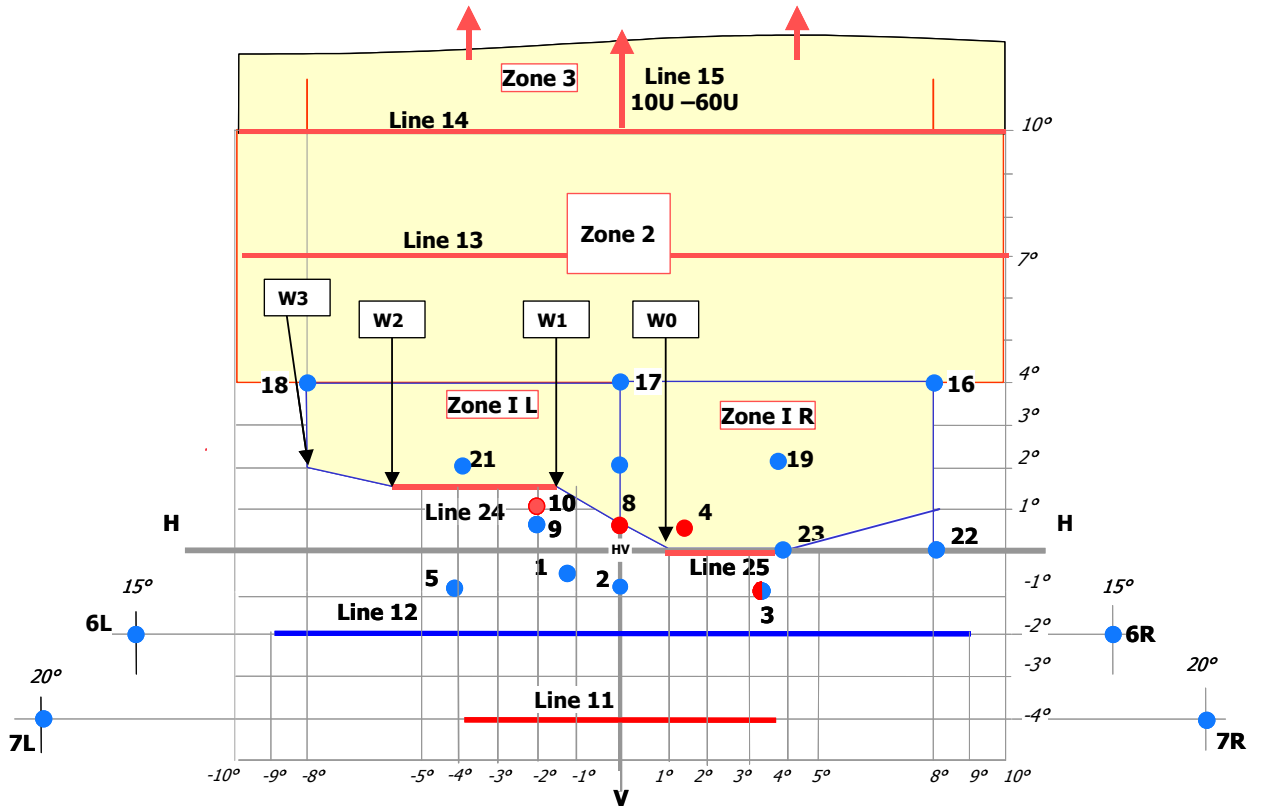 Zone 3
Line 15
10U –60U
Line 14
10°
Zone 2
Line 13
7°
W3
W2
W1
W0
18
17
16
4°
Zone I L
Zone I R
3°
21
19
2°
10
8
4
1°
Line 24
9
H
H
23
22
HV
Line 25
1
2
5
3
-1°
15°
15°
Line 12
6L
6R
-2°
-3°
20°
20°
Line 11
-4°
7L
7R
-10°
-9°
-8°
-5°
-4°
-3°
-2°
-1°
1°
2°
3°
4°
5°
8°
9°
10°
V